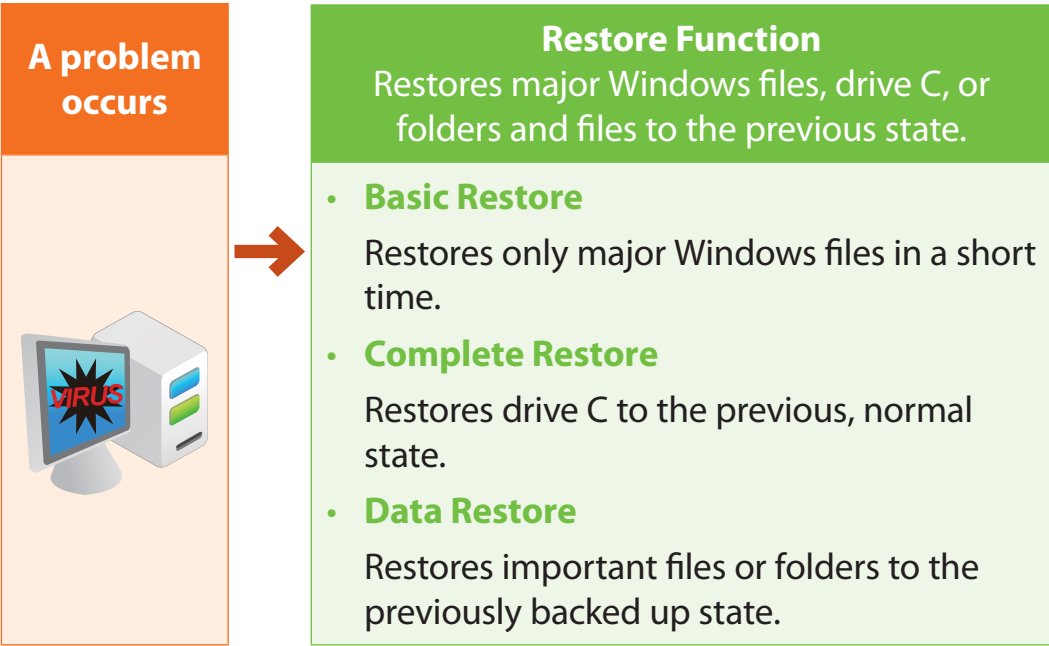 A problem
occurs
VIRUS
Restore Function
Restores major Windows files, drive C, or
folders and files to the previous state.
• Basic Restore
Restores only major Windows files in a short
time.
• Complete Restore
Restores drive C to the previous, normal
state.
• Data Restore
Restores important files or folders to the
previously backed up state.